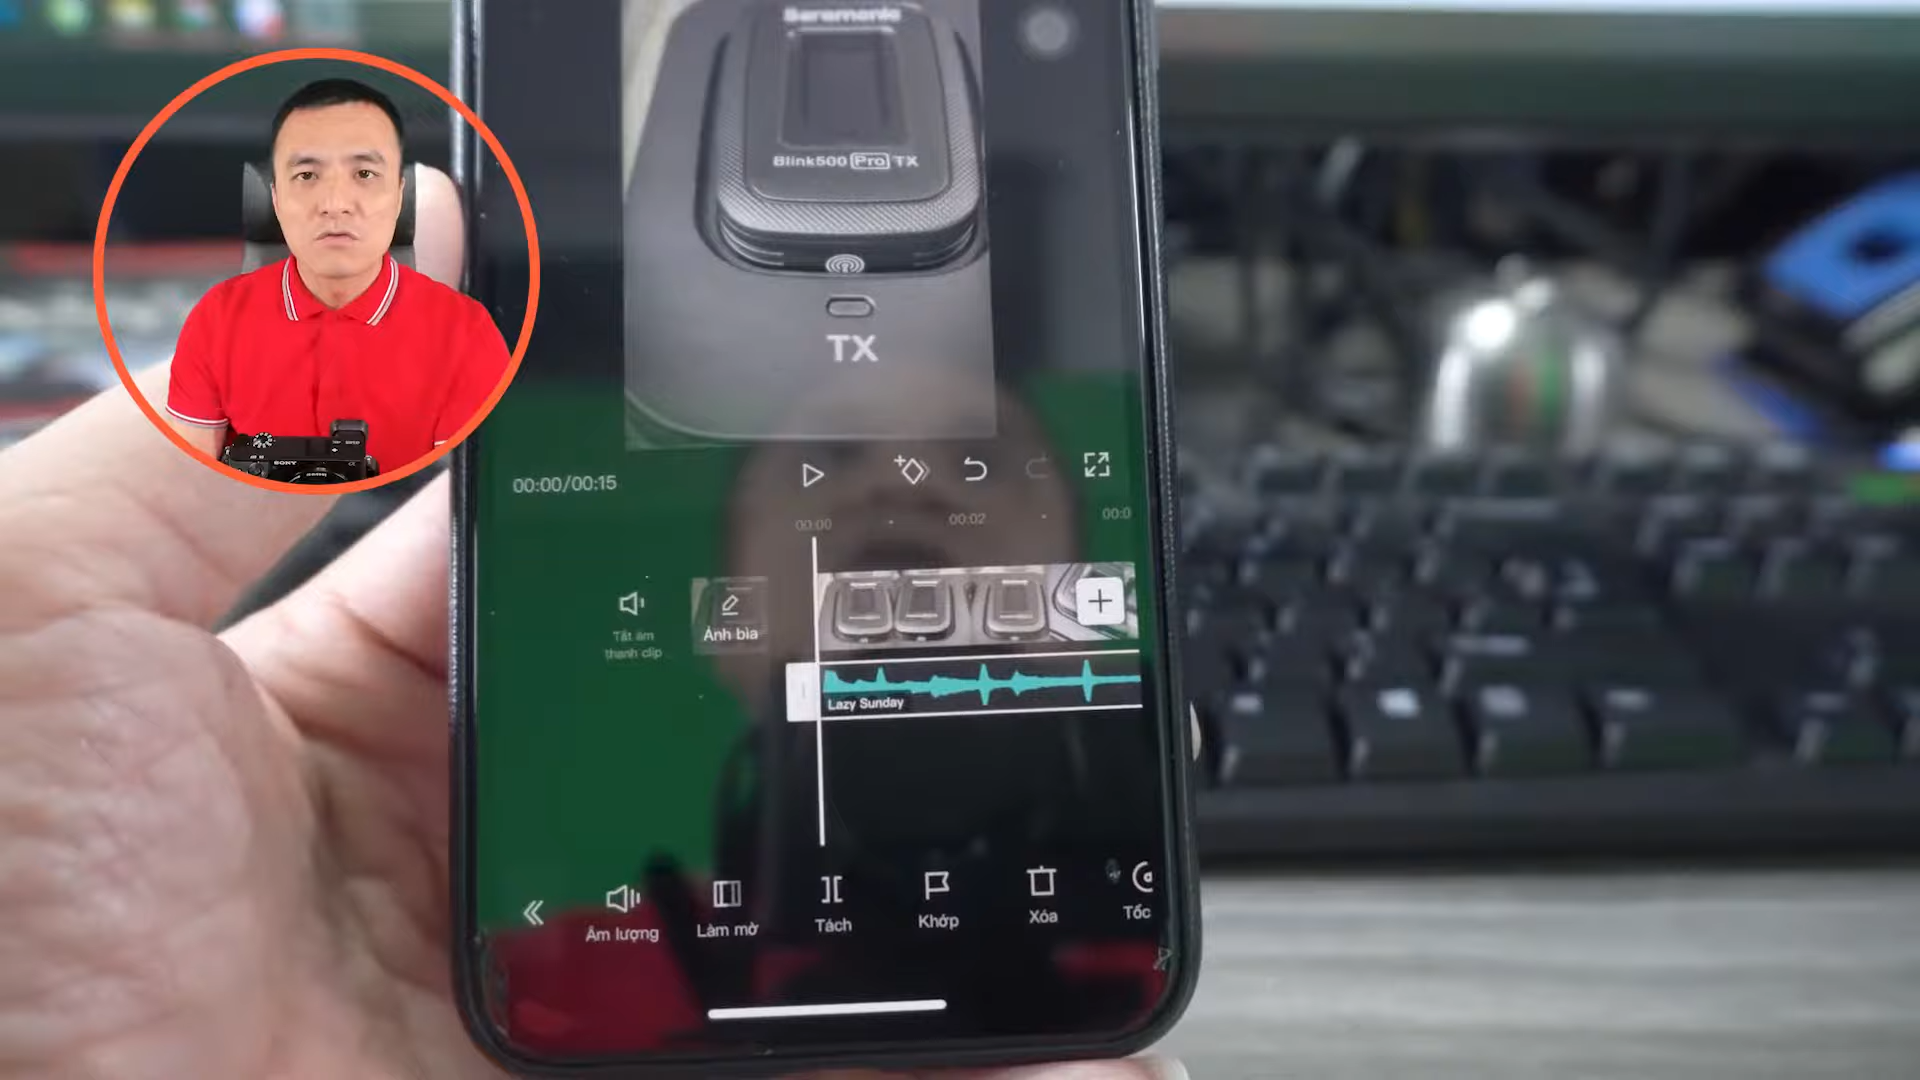 Saramonic
Blink500 Pro TX
TX
SONY
00:00/00:15
00:00
00:02
00:0
Tắt âm
thanh clip
Ảnh bìa
Lazy Sunday
Âm lượng
Làm mờ
Tách
Khớp
Xóa
Tốc